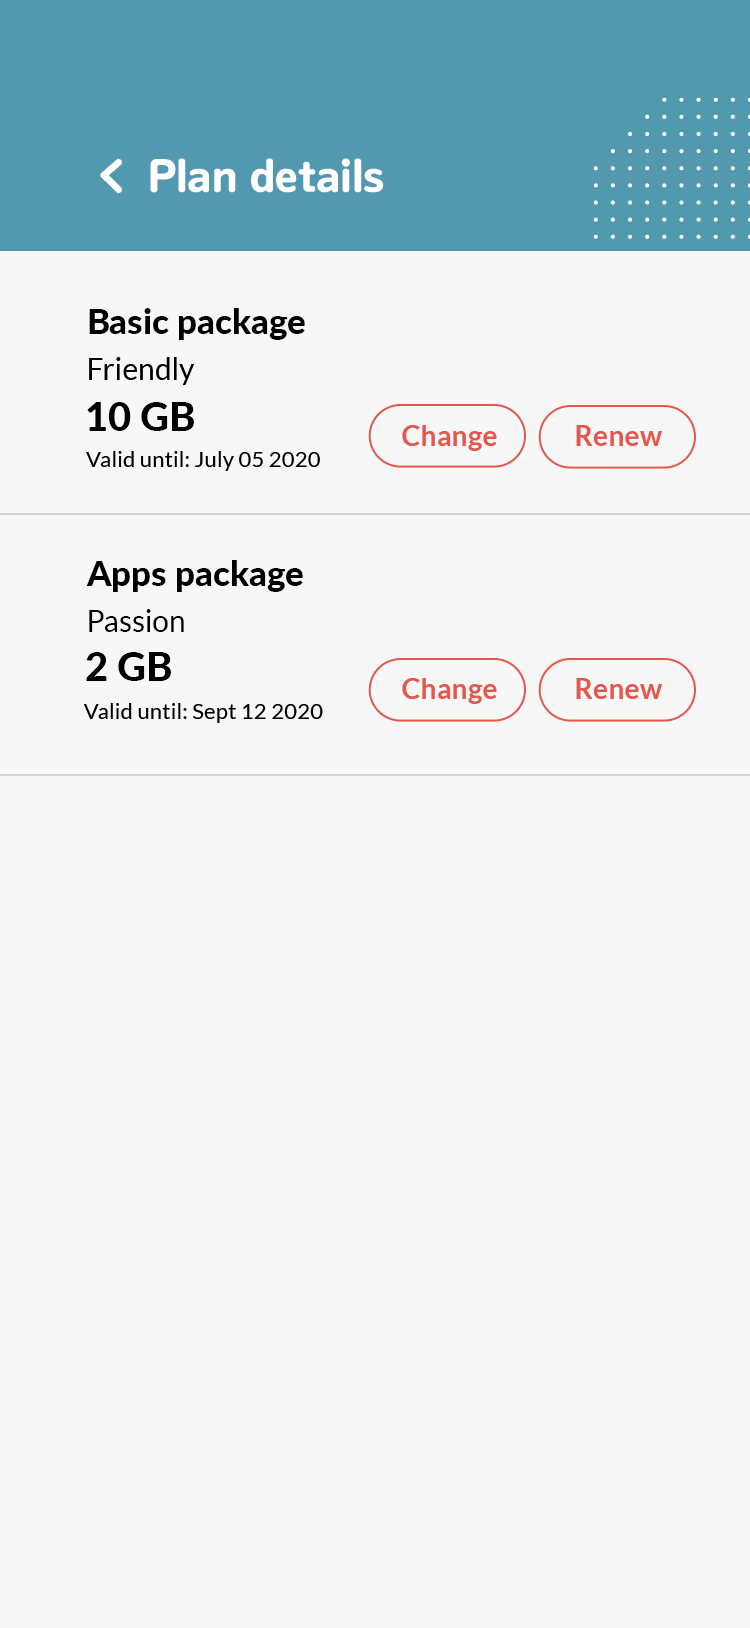 Plan details
Basic package
Friendly
10 GB
Valid until: July 05 2020
Change
Renew
Apps package
Passion
2 GB
Valid until: Sept 12 2020
Change
Renew